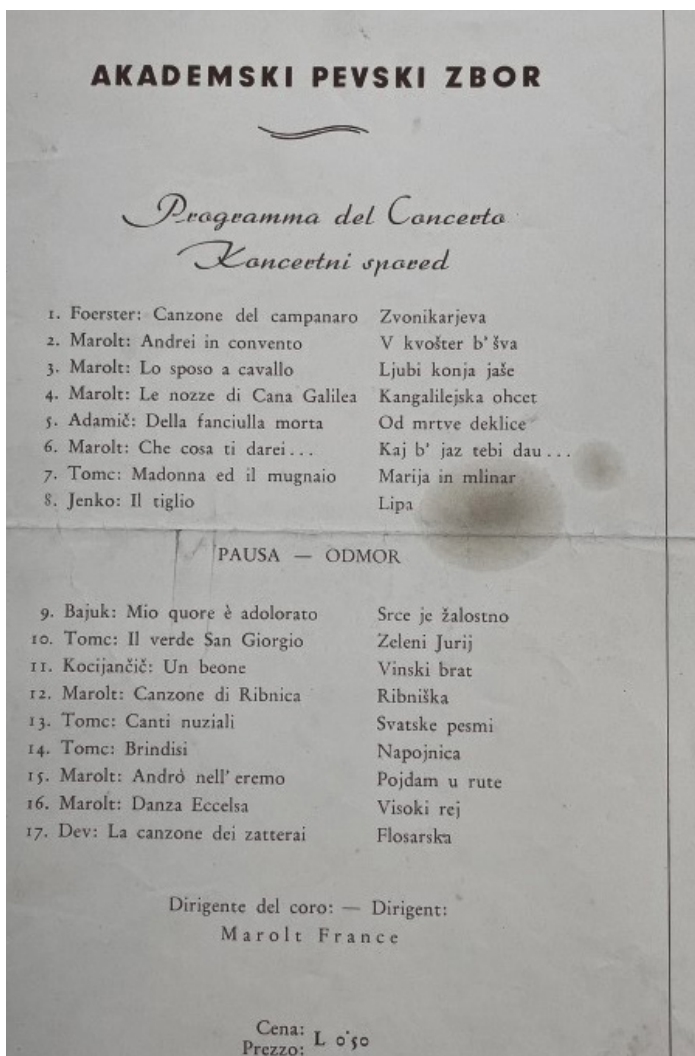 AKADEMSKI PEVSKI ZBOR
Programma del Concerto
Koncertni spored
1. Foerster: Canzone del campanaro Zvonikarjeva
2. Marolt: Andrei in convento V kvošter b' šva
3. Marolt: Lo sposo a cavallo Ljubi konja jaše
4. Marolt: Le nozze di Cana Galilea Kangalilejska ohcet
5. Adamič: Della fanciulla morta Od mrtve deklice
6. Marolt: Che cosa ti darei... Kaj b' jaz tebi dau...
7. Tomc: Madonna ed il mugnaio Marija in mlinar
8. Jenko: Il tiglio Lipa
PAUSA — ODMOR
9. Bajuk: Mio quore è adolorato Srce je žalostno
10. Tomc: Il verde San Giorgio Zeleni Jurij
11. Kocijančič: Un beone Vinski brat
12. Marolt: Canzone di Ribnica Ribniška
13. Tomc: Canti nuziali Svatske pesmi
14. Tomc: Brindisi Napojnica
15. Marolt: Andrò nell' eremo Pojdam u rute
16. Marolt: Danza Eccelsa Visoki rej
17. Dev: La canzone dei zatterai Flosarska
Dirigente del coro: — Dirigent:
Marolt France
Cena:
Prezzo: L 0'50